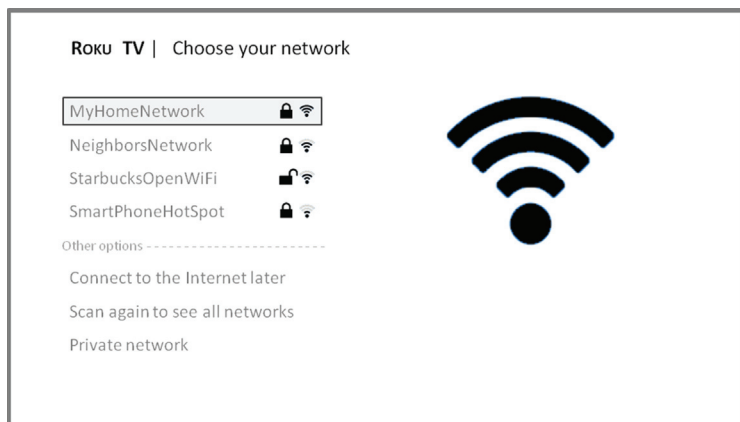 ROKU TV | Choose your network
MyHomeNetwork
NeighborsNetwork
StarbucksOpenWiFi
SmartPhoneHotSpot
Other options
Connect to the Internet later
Scan again to see all networks
Private network